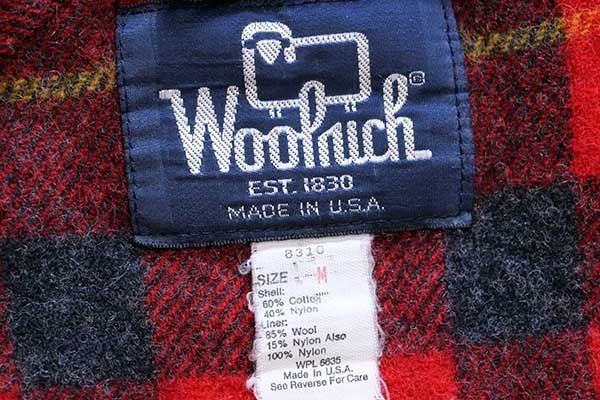 Woolrich®
EST. 1830
MADE IN U.S.A.
8310
SIZE M
Shell:
60% Cotton
40% Nylon
Liner:
85% Wool
15% Nylon Also
100% Nylon
WPL 6635
Made in U.S.A.
See Reverse For Care